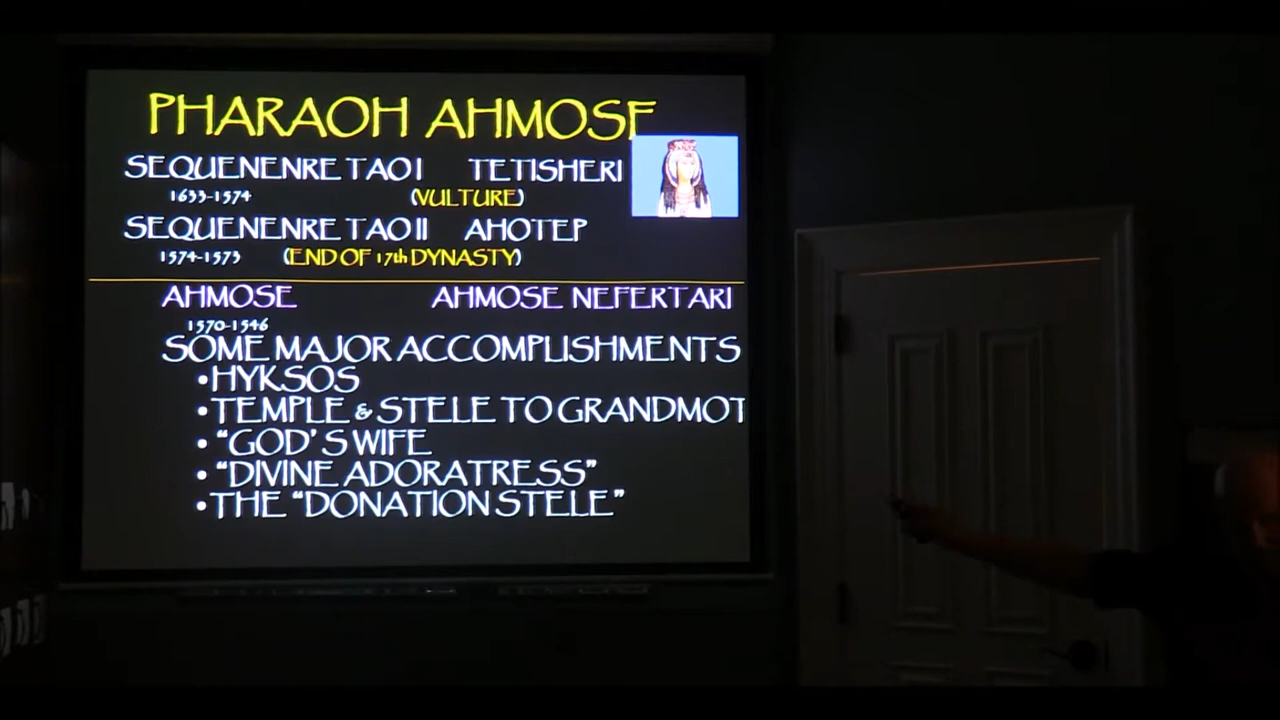 PHARAOH AHMOSE
SEQUENENRE TAO I TETISHERI
1633-1574 (VULTURE)
SEQUENENRE TAO II AHOTEP
1574-1573 (END OF 17th DYNASTY)
AHMOSE AHMOSE NEFERTARI
1570-1546
SOME MAJOR ACCOMPLISHMENTS
•HYKSOS
•TEMPLE & STELE TO GRANDMOT
• “GOD’S WIFE
• “DIVINE ADORATRESS”
•THE “DONATION STELE”